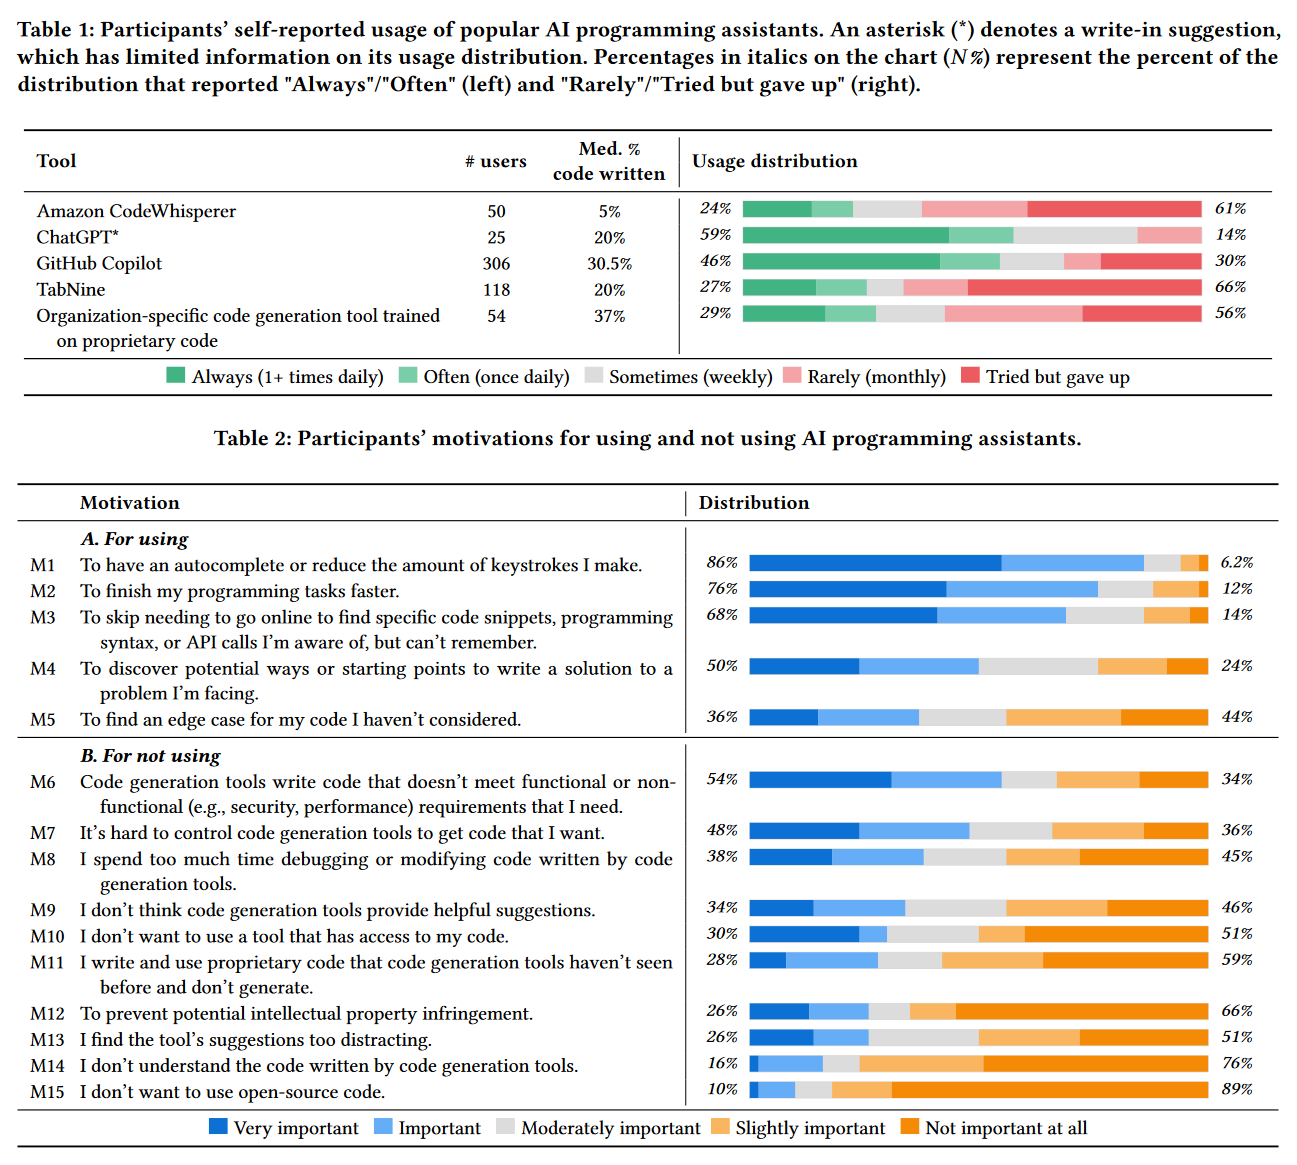 Table 1: Participants’ self-reported usage of popular AI programming assistants. An asterisk (*) denotes a write-in suggestion,
which has limited information on its usage distribution. Percentages in italics on the chart (N%) represent the percent of the
distribution that reported "Always"/"Often" (left) and "Rarely"/"Tried but gave up" (right).
Tool # users Med. % code written Usage distribution
Amazon CodeWhisperer 50 5% 24% 61%
ChatGPT* 25 20% 59% 14%
GitHub Copilot 306 30.5% 46% 30%
TabNine 118 20% 27% 66%
Organization-specific code generation tool trained 54 37% 29% 56%
on proprietary code
Always (1+ times daily) Often (once daily) Sometimes (weekly) Rarely (monthly) Tried but gave up
Table 2: Participants’ motivations for using and not using AI programming assistants.
Motivation Distribution
A. For using
M1 To have an autocomplete or reduce the amount of keystrokes I make. 86% 6.2%
M2 To finish my programming tasks faster. 76% 12%
M3 To skip needing to go online to find specific code snippets, programming 68% 14%
syntax, or API calls I’m aware of, but can’t remember.
M4 To discover potential ways or starting points to write a solution to a 50% 24%
problem I’m facing.
M5 To find an edge case for my code I haven’t considered. 36% 44%
B. For not using
M6 Code generation tools write code that doesn’t meet functional or non- 54% 34%
functional (e.g., security, performance) requirements that I need.
M7 It’s hard to control code generation tools to get code that I want. 48% 36%
M8 I spend too much time debugging or modifying code written by code 38% 45%
generation tools.
M9 I don’t think code generation tools provide helpful suggestions. 34% 46%
M10 I don’t want to use a tool that has access to my code. 30% 51%
M11 I write and use proprietary code that code generation tools haven’t seen 28% 59%
before and don’t generate.
M12 To prevent potential intellectual property infringement. 26% 66%
M13 I find the tool’s suggestions too distracting. 26% 51%
M14 I don’t understand the code written by code generation tools. 16% 76%
M15 I don’t want to use open-source code. 10% 89%
Very important Important Moderately important Slightly important Not important at all